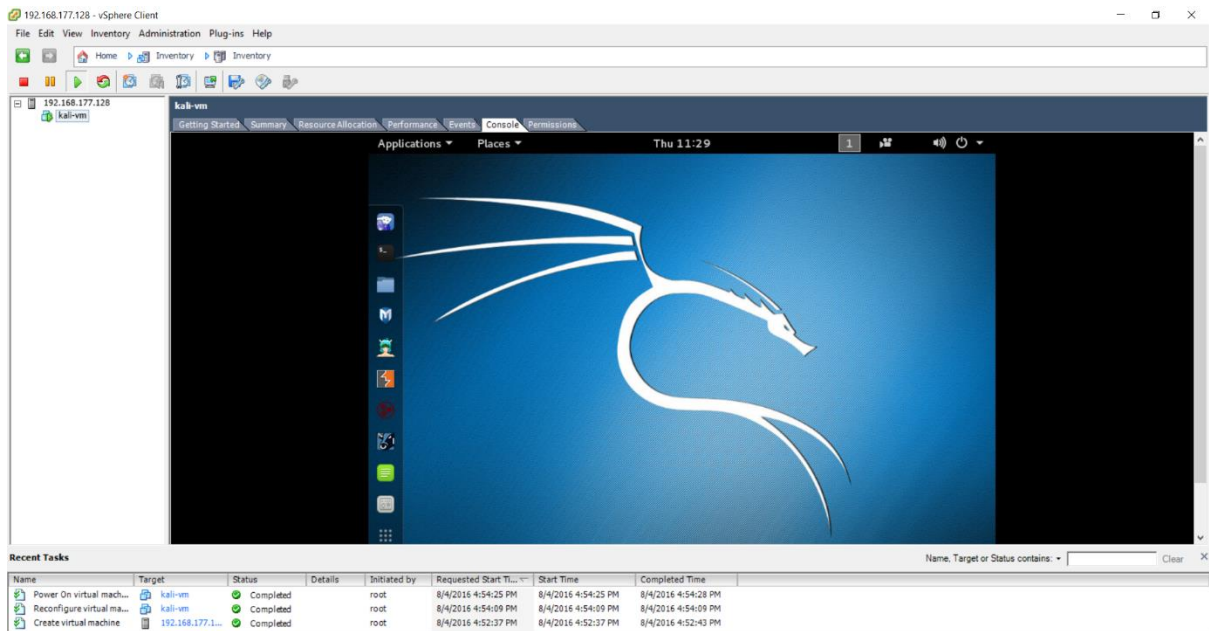 192.168.177.128 - vSphere Client
File Edit View Inventory Administration Plug-ins Help
Home Inventory Inventory
192.168.177.128
kali-vm
kali-vm
Getting Started Summary Resource Allocation Performance Events Console Permissions
Applications Places Thu 11:29 1
Recent Tasks
Name, Target or Status contains: Clear
Name Target Status Details Initiated by Requested Start Ti... Start Time Completed Time
Power On virtual mach... kali-vm Completed root 8/4/2016 4:54:25 PM 8/4/2016 4:54:25 PM 8/4/2016 4:54:28 PM
Reconfigure virtual ma... kali-vm Completed root 8/4/2016 4:54:09 PM 8/4/2016 4:54:09 PM 8/4/2016 4:54:09 PM
Create virtual machine 192.168.177.1... Completed root 8/4/2016 4:52:37 PM 8/4/2016 4:52:37 PM 8/4/2016 4:52:43 PM